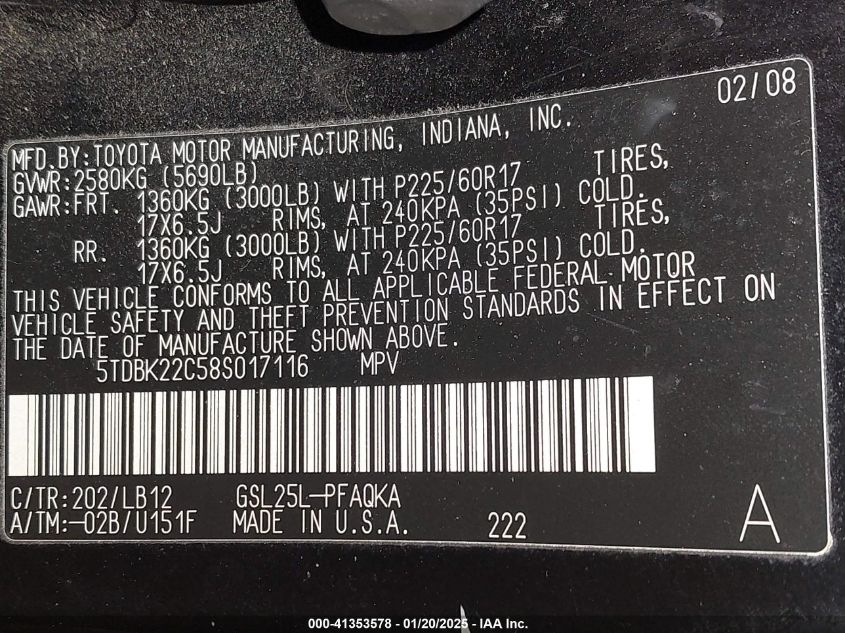 02/08
MFD.BY:TOYOTA MOTOR MANUFACTURING, INDIANA, INC.
GVWR:2580KG (5690LB)
GAWR:FRT. 1360KG (3000LB) WITH P225/60R17 TIRES,
17X6.5J RIMS, AT 240KPA (35PSI) COLD.
RR. 1360KG (3000LB) WITH P225/60R17 TIRES,
17X6.5J RIMS, AT 240KPA (35PSI) COLD.
THIS VEHICLE CONFORMS TO ALL APPLICABLE FEDERAL MOTOR
VEHICLE SAFETY AND THEFT PREVENTION STANDARDS IN EFFECT ON
THE DATE OF MANUFACTURE SHOWN ABOVE.
5TDBK22C58S017116 MPV
C/TR:202/LB12 GSL25L-PFAQKA
A/TM:-02B/U151F MADE IN U.S.A. 222 A
000-41353578 - 01/20/2025 - IAA Inc.